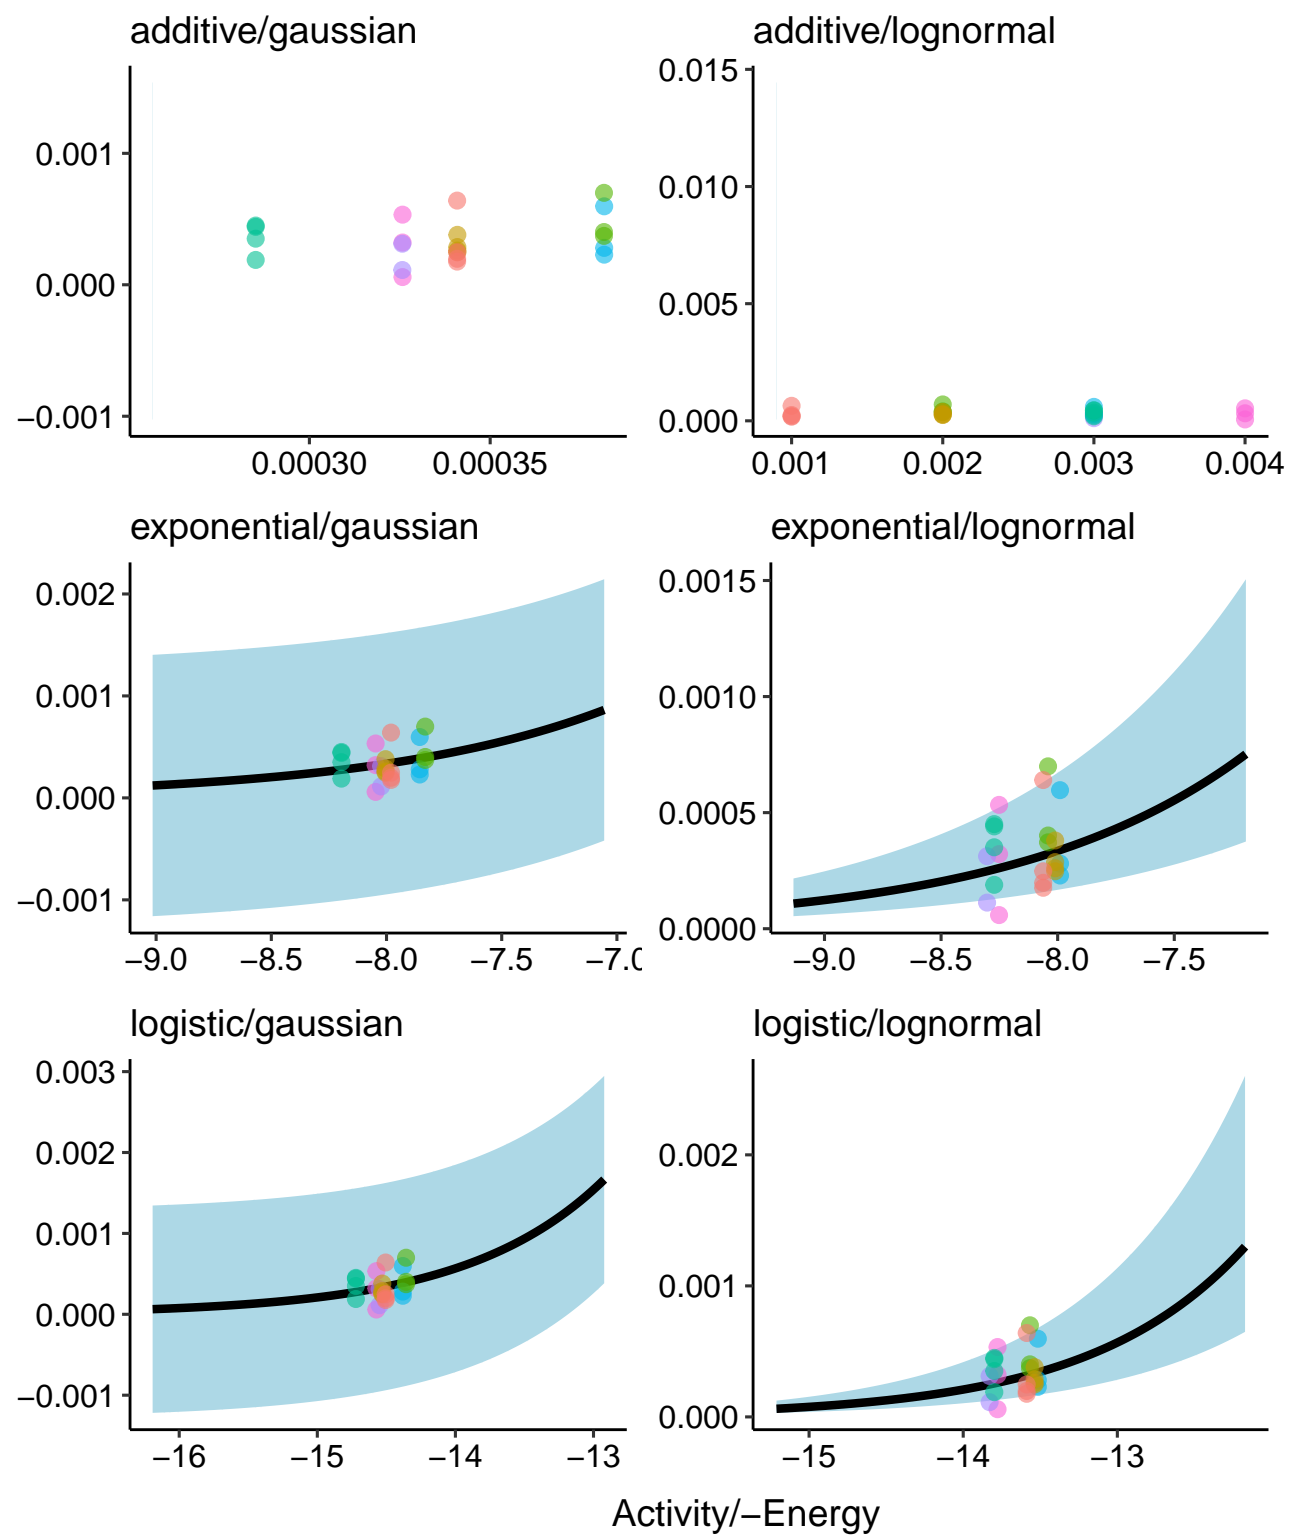 additive/gaussian
0.001
0.000
−0.001
0.00030 0.00035
additive/lognormal
0.015
0.010
0.005
0.000
0.001 0.002 0.003 0.004
exponential/gaussian
0.002
0.001
0.000
−0.001
−9.0 −8.5 −8.0 −7.5 −7.0
exponential/lognormal
0.0015
0.0010
0.0005
0.0000
−9.0 −8.5 −8.0 −7.5
logistic/gaussian
0.003
0.002
0.001
0.000
−0.001
−16 −15 −14 −13
logistic/lognormal
0.002
0.001
0.000
−15 −14 −13
Activity/−Energy